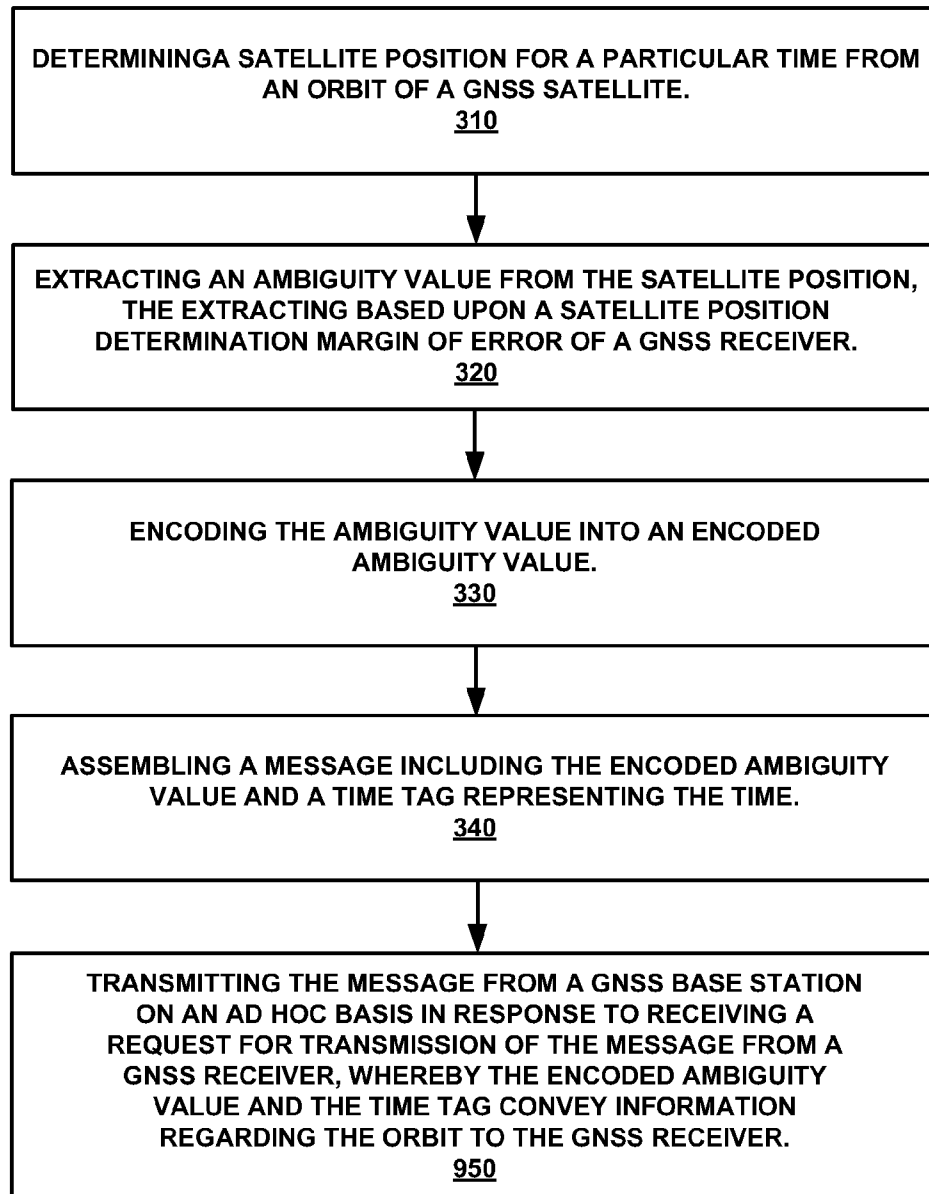 DETERMININGA SATELLITE POSITION FOR A PARTICULAR TIME FROM
AN ORBIT OF A GNSS SATELLITE.
310
EXTRACTING AN AMBIGUITY VALUE FROM THE SATELLITE POSITION,
THE EXTRACTING BASED UPON A SATELLITE POSITION
DETERMINATION MARGIN OF ERROR OF A GNSS RECEIVER.
320
ENCODING THE AMBIGUITY VALUE INTO AN ENCODED
AMBIGUITY VALUE.
330
ASSEMBLING A MESSAGE INCLUDING THE ENCODED AMBIGUITY
VALUE AND A TIME TAG REPRESENTING THE TIME.
340
TRANSMITTING THE MESSAGE FROM A GNSS BASE STATION
ON AN AD HOC BASIS IN RESPONSE TO RECEIVING A
REQUEST FOR TRANSMISSION OF THE MESSAGE FROM A
GNSS RECEIVER, WHEREBY THE ENCODED AMBIGUITY
VALUE AND THE TIME TAG CONVEY INFORMATION
REGARDING THE ORBIT TO THE GNSS RECEIVER.
950